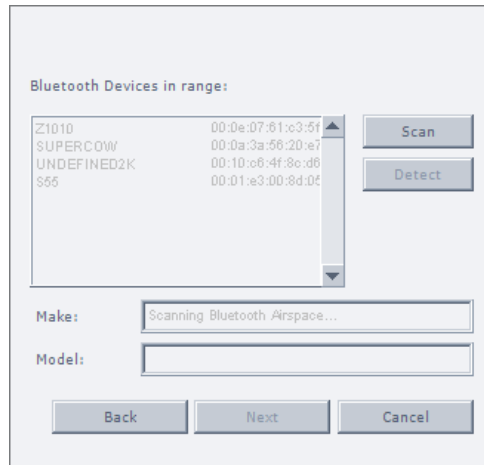 Bluetooth Devices in range:
Z1010 00:0e:07:61:c3:5f
SUPERCOW 00:0a:3a:56:20:e7
UNDEFINED2K 00:10:c6:4f:8c:d6
S55 00:01:e3:00:8d:05
Scan
Detect
Make: Scanning Bluetooth Airspace...
Model:
Back Next Cancel